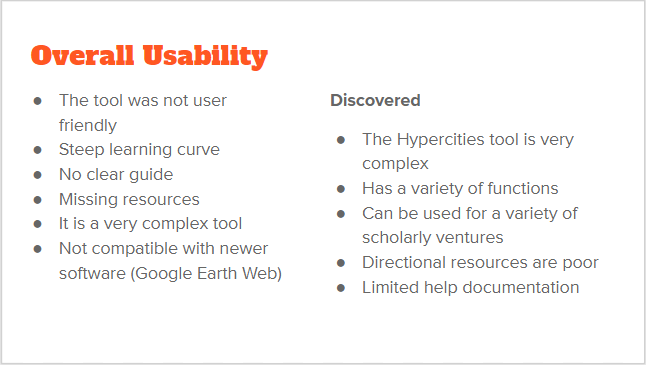 Overall Usability
● The tool was not user
friendly
● Steep learning curve
● No clear guide
● Missing resources
● It is a very complex tool
● Not compatible with newer
software (Google Earth Web)
Discovered
● The Hypercities tool is very
complex
● Has a variety of functions
● Can be used for a variety of
scholarly ventures
● Directional resources are poor
● Limited help documentation